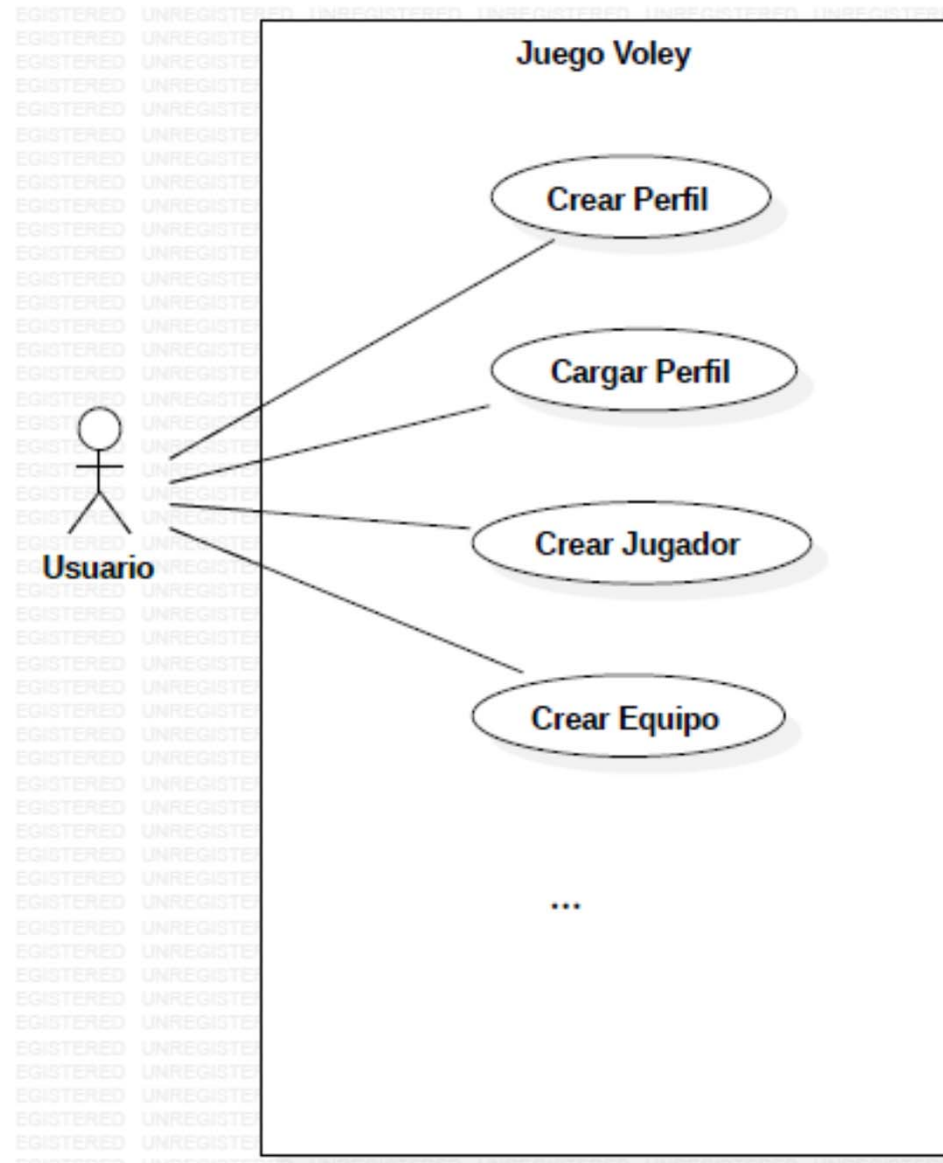 Juego Voley
Crear Perfil
Cargar Perfil
Crear Jugador
Usuario
Crear Equipo
...